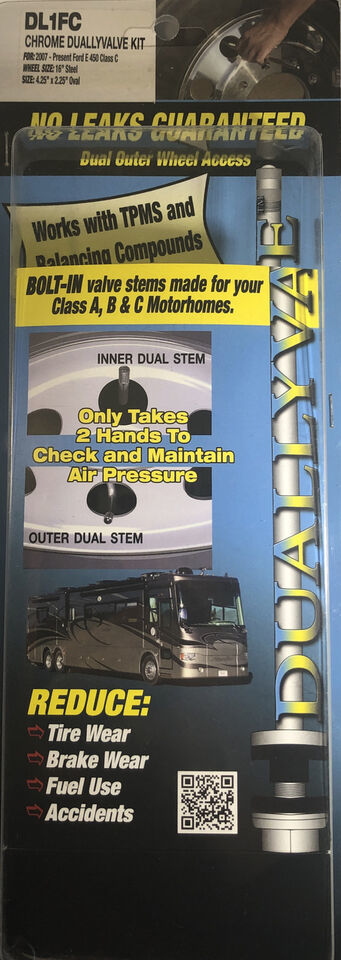 DL1FC
CHROME DUALLYVALVE KIT
FOR: 2007 - Present Ford E 450 Class C
WHEEL SIZE: 16" Steel
SIZE: 4.25" x 2.25" Oval
NO LEAKS GUARANTEED
Dual Outer Wheel Access
Works with TPMS and
Balancing Compounds
BOLT-IN valve stems made for your
Class A, B & C Motorhomes.
INNER DUAL STEM
Only Takes
2 Hands To
Check and Maintain
Air Pressure
OUTER DUAL STEM
REDUCE:
Tire Wear
Brake Wear
Fuel Use
Accidents
DUALLYVALVE